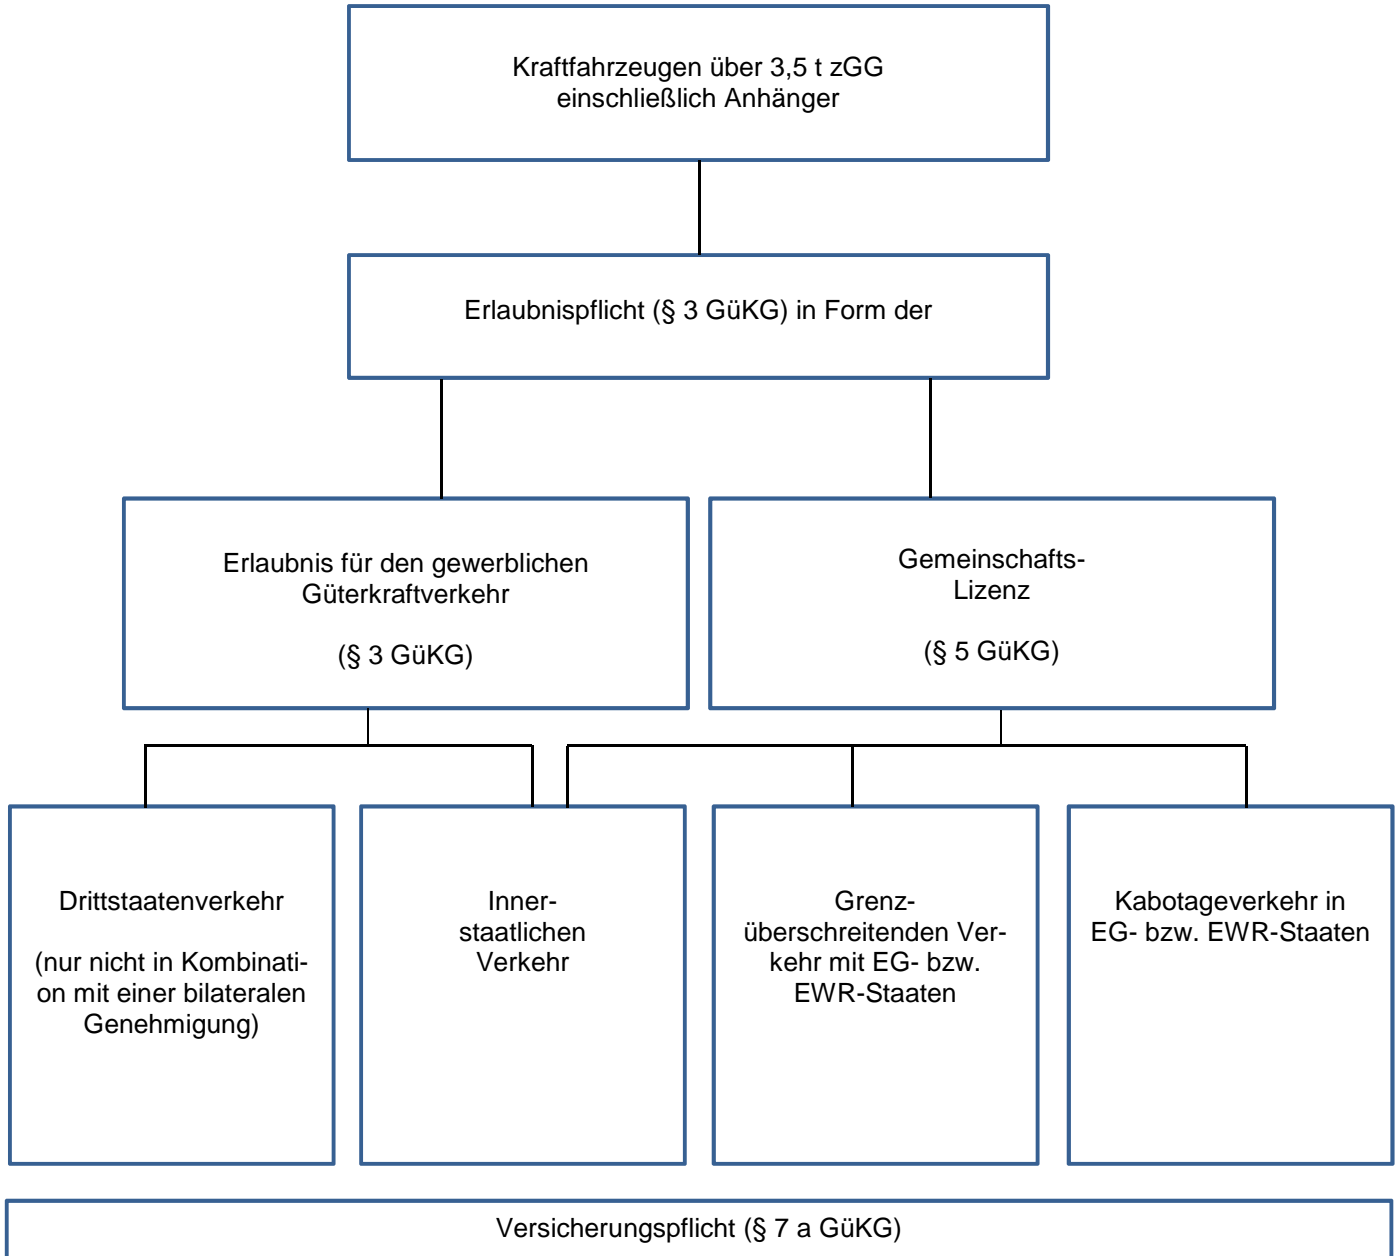 Kraftfahrzeugen über 3,5 t zGG
einschließlich Anhänger
Erlaubnispflicht (§ 3 GüKG) in Form der
Erlaubnis für den gewerblichen
Güterkraftverkehr
(§ 3 GüKG)
Gemeinschafts-
Lizenz
(§ 5 GüKG)
Drittstaatenverkehr
(nur nicht in Kombinati-
on mit einer bilateralen
Genehmigung)
Inner-
staatlichen
Verkehr
Grenz-
überschreitenden Ver-
kehr mit EG- bzw.
EWR-Staaten
Kabotageverkehr in
EG- bzw. EWR-Staaten
Versicherungspflicht (§ 7 a GüKG)